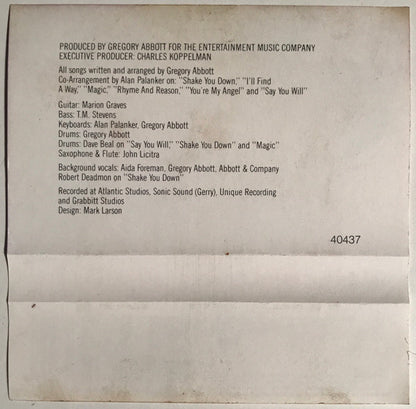 PRODUCED BY GREGORY ABBOTT FOR THE ENTERTAINMENT MUSIC COMPANY
EXECUTIVE PRODUCER: CHARLES KOPPELMAN
All songs written and arranged by Gregory Abbott
Co-Arrangement by Alan Palanker on: "Shake You Down," "I'll Find
A Way," "Magic," "Rhyme And Reason," "You're My Angel" and "Say You Will"
Guitar: Marion Graves
Bass: T.M. Stevens
Keyboards: Alan Palanker, Gregory Abbott
Drums: Gregory Abbott
Drums: Dave Beal on "Say You Will," "Shake You Down" and "Magic"
Saxophone & Flute: John Licitra
Background vocals: Aida Foreman, Gregory Abbott, Abbott & Company
Robert Deadmon on "Shake You Down"
Recorded at Atlantic Studios, Sonic Sound (Gerry), Unique Recording
and Grabbitt Studios
Design: Mark Larson
40437